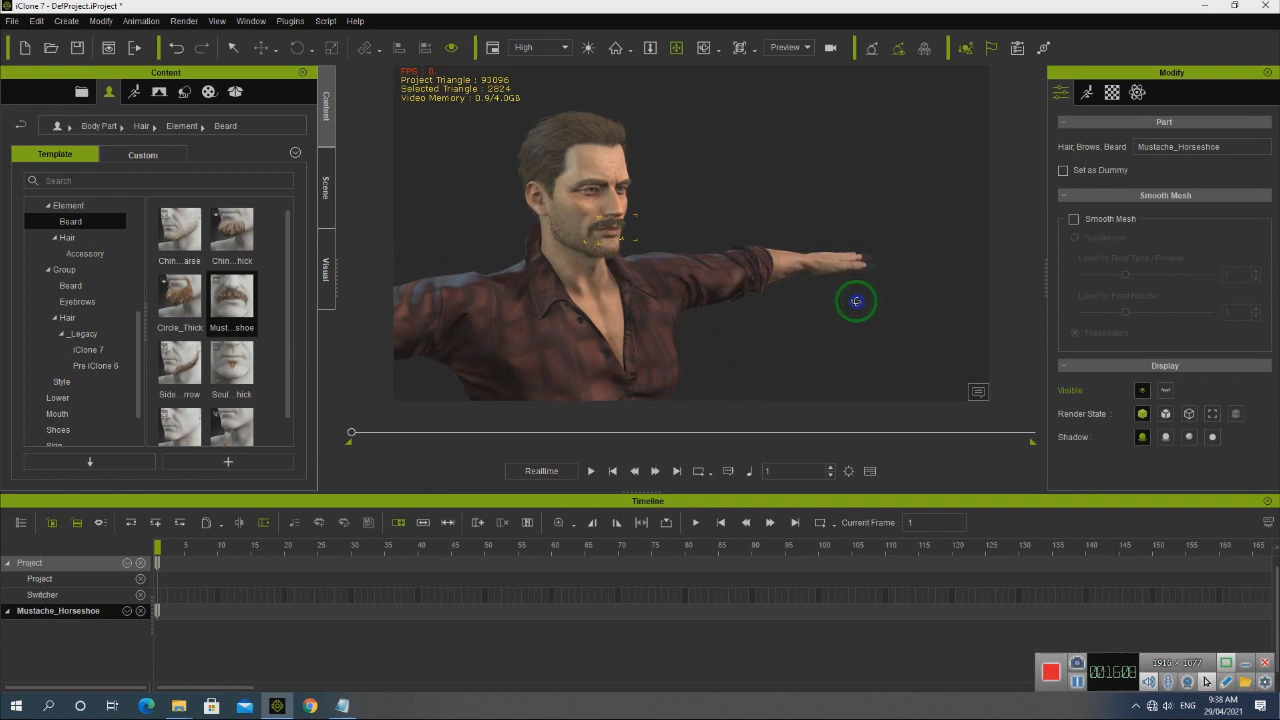 iClone 7 - DefProject.iProject *
File Edit Create Modify Animation Render View Window Plugins Script Help
High
Preview
Content
Modify
FPS : 0.
Project Triangle : 93096
Selected Triangle : 2824
Video Memory : 0.9/4.0GB
Body Part Hair Element Beard
Template
Custom
Search
Element
Beard
Hair
Accessory
Group
Beard
Eyebrows
Hair
_Legacy
iClone 7
Pre iClone 6
Style
Lower
Mouth
Shoes
Skin
Chin...arse
Chin...hick
Circle_Thick
Must...shoe
Side...rrow
Soul...hick
Content
Scene
Visual
Part
Hair, Brows, Beard Mustache_Horseshoe
Set as Dummy
Smooth Mesh
Smooth Mesh
Subdivision
Level for Real Time / Preview
1
Level for Final Render
1
Tessellation
Display
Visible
Render State :
Shadow :
Realtime
1
Timeline
Current Frame : 1
5 10 15 20 25 30 35 40 45 50 55 60 65 70 75 80 85 90 95 100 105 110 115 120 125 130 135 140 145 150 155 160 165
Project
Project
Switcher
Mustache_Horseshoe
001608
1916 × 1077
ENG
9:38 AM
29/04/2021